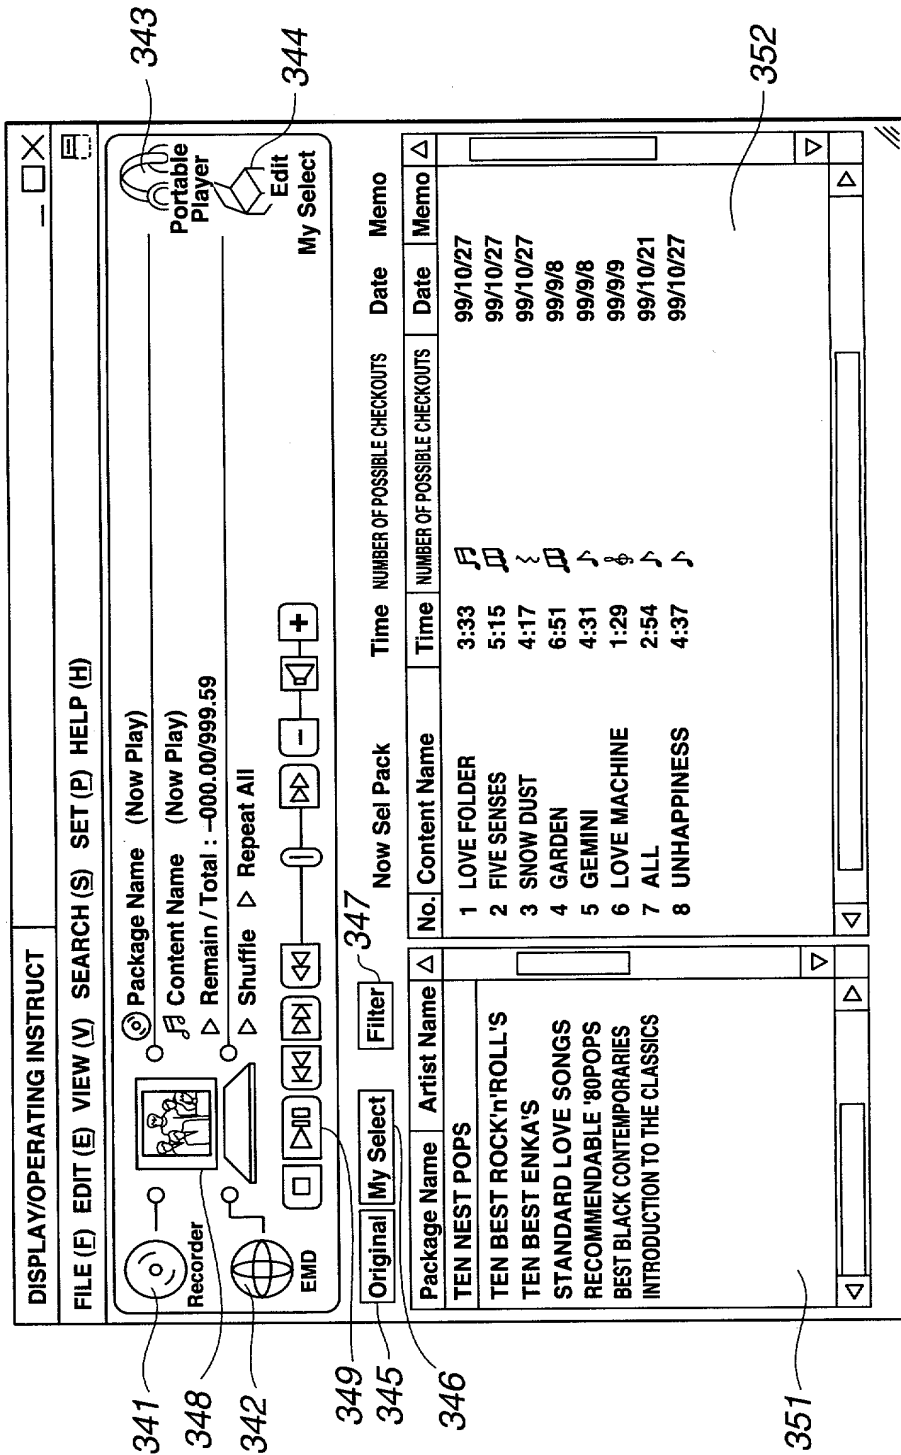 DISPLAY/OPERATING INSTRUCT
FILE (F) EDIT (E) VIEW (V) SEARCH (S) SET (P) HELP (H)
341
Recorder
348
342
EMD
Package Name (Now Play)
Content Name (Now Play)
Remain / Total : -000.00/999.59
Shuffle Repeat All
343
Portable
Player
344
Edit
My Select
349
345
Original
My Select
346
Filter
347
Now Sel Pack Time NUMBER OF POSSIBLE CHECKOUTS Date Memo
Package Name Artist Name
TEN NEST POPS
TEN BEST ROCK'n'ROLL'S
TEN BEST ENKA'S
STANDARD LOVE SONGS
RECOMMENDABLE '80POPS
BEST BLACK CONTEMPORARIES
INTRODUCTION TO THE CLASSICS
351
No. Content Name Time NUMBER OF POSSIBLE CHECKOUTS Date Memo
1 LOVE FOLDER 3:33 99/10/27
2 FIVE SENSES 5:15 99/10/27
3 SNOW DUST 4:17 99/10/27
4 GARDEN 6:51 99/9/8
5 GEMINI 4:31 99/9/8
6 LOVE MACHINE 1:29 99/9/9
7 ALL 2:54 99/10/21
8 UNHAPPINESS 4:37 99/10/27
352